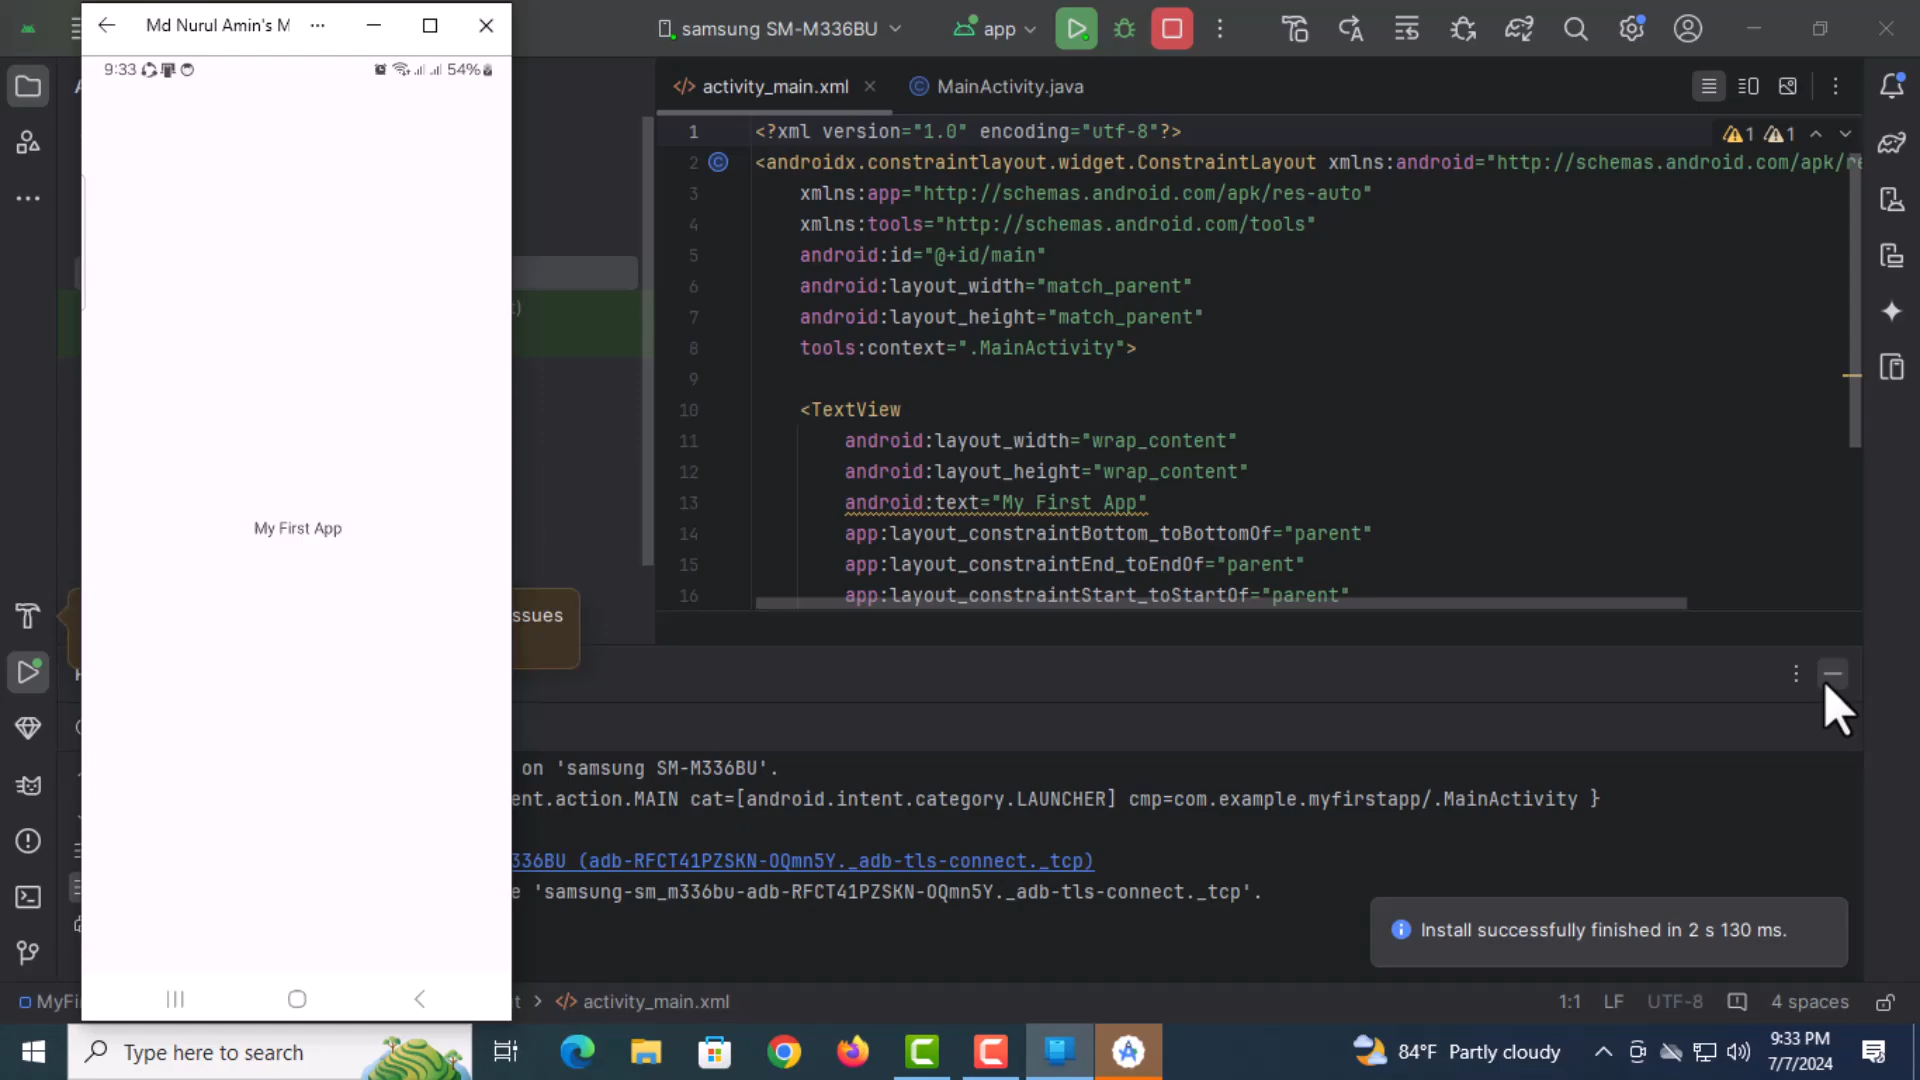 Md Nurul Amin's M
9:33
54%
samsung SM-M336BU
app
activity_main.xml
MainActivity.java
1
1
1 <?xml version="1.0" encoding="utf-8"?>
2 <androidx.constraintlayout.widget.ConstraintLayout xmlns:android="http://schemas.android.com/apk/re
3 xmlns:app="http://schemas.android.com/apk/res-auto"
4 xmlns:tools="http://schemas.android.com/tools"
5 android:id="@+id/main"
6 android:layout_width="match_parent"
7 android:layout_height="match_parent"
8 tools:context=".MainActivity">
9
10 <TextView
11 android:layout_width="wrap_content"
12 android:layout_height="wrap_content"
13 android:text="My First App"
14 app:layout_constraintBottom_toBottomOf="parent"
15 app:layout_constraintEnd_toEndOf="parent"
16 app:layout_constraintStart_toStartOf="parent"
My First App
ssues
on 'samsung SM-M336BU'.
ent.action.MAIN cat=[android.intent.category.LAUNCHER] cmp=com.example.myfirstapp/.MainActivity }
336BU (adb-RFCT41PZSKN-OQmn5Y._adb-tls-connect._tcp)
e 'samsung-sm_m336bu-adb-RFCT41PZSKN-OQmn5Y._adb-tls-connect._tcp'.
Install successfully finished in 2 s 130 ms.
MyFi
t > activity_main.xml
1:1 LF UTF-8 4 spaces
Type here to search
84°F Partly cloudy
9:33 PM
7/7/2024